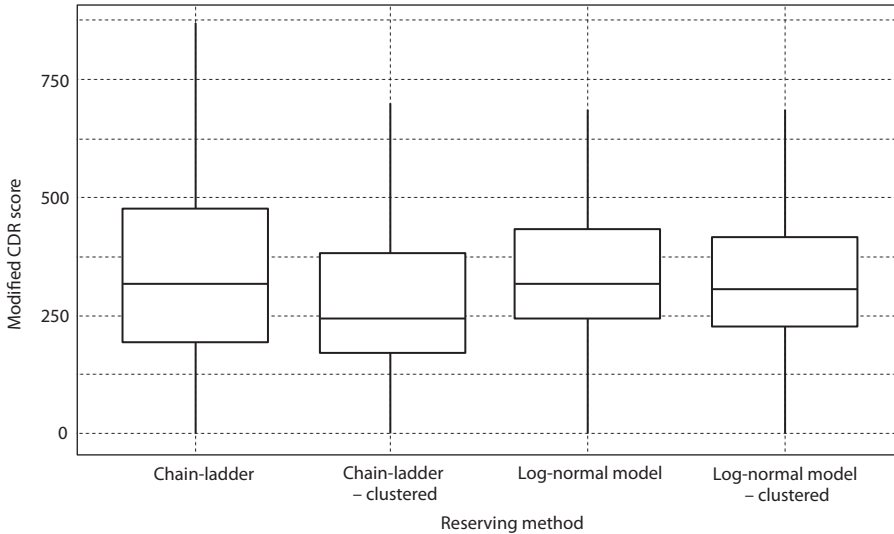 Modified CDR score
750
500
250
0
Chain-ladder
Chain-ladder
– clustered
Log-normal model
Log-normal model
– clustered
Reserving method